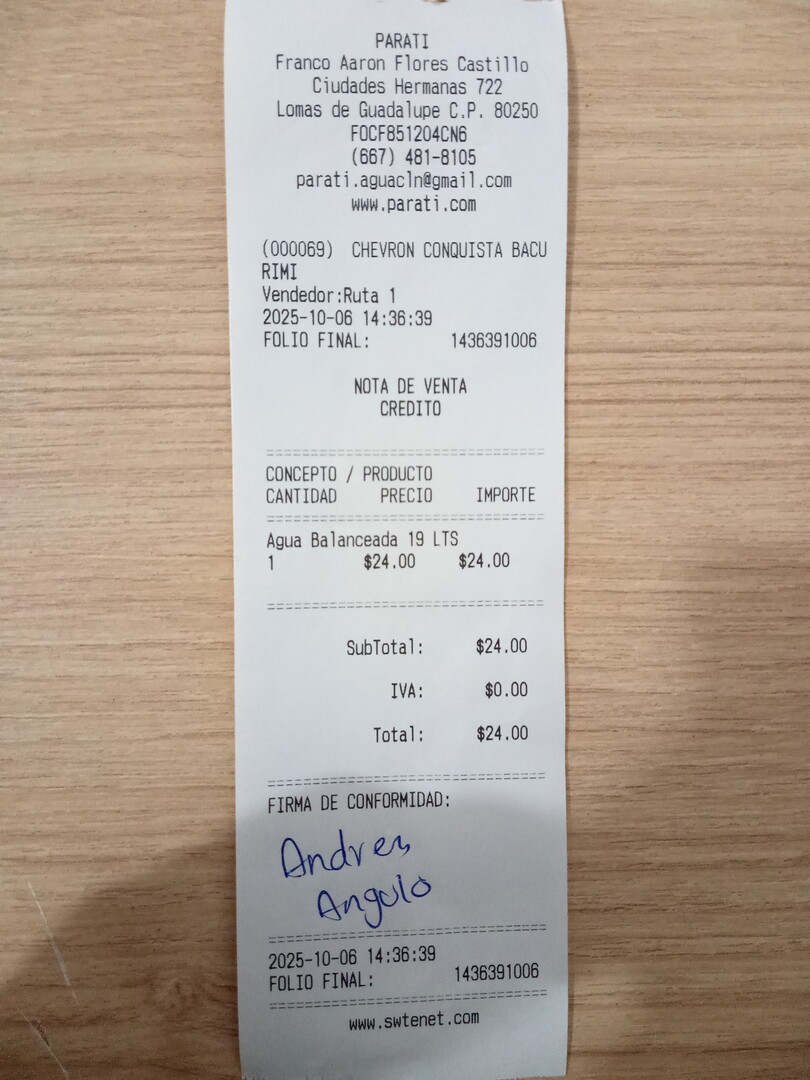 PARATI
Franco Aaron Flores Castillo
Ciudades Hermanas 722
Lomas de Guadalupe C.P. 80250
FOCF851204CN6
(667) 481-8105
parati.aguacln@gmail.com
www.parati.com
(000069) CHEVRON CONQUISTA BACU
RIMI
Vendedor:Ruta 1
2025-10-06 14:36:39
FOLIO FINAL: 1436391006
NOTA DE VENTA
CREDITO
CONCEPTO / PRODUCTO
CANTIDAD PRECIO IMPORTE
Agua Balanceada 19 LTS
1 $24.00 $24.00
SubTotal: $24.00
IVA: $0.00
Total: $24.00
FIRMA DE CONFORMIDAD:
Andres
Angulo
2025-10-06 14:36:39
FOLIO FINAL: 1436391006
www.swtenet.com